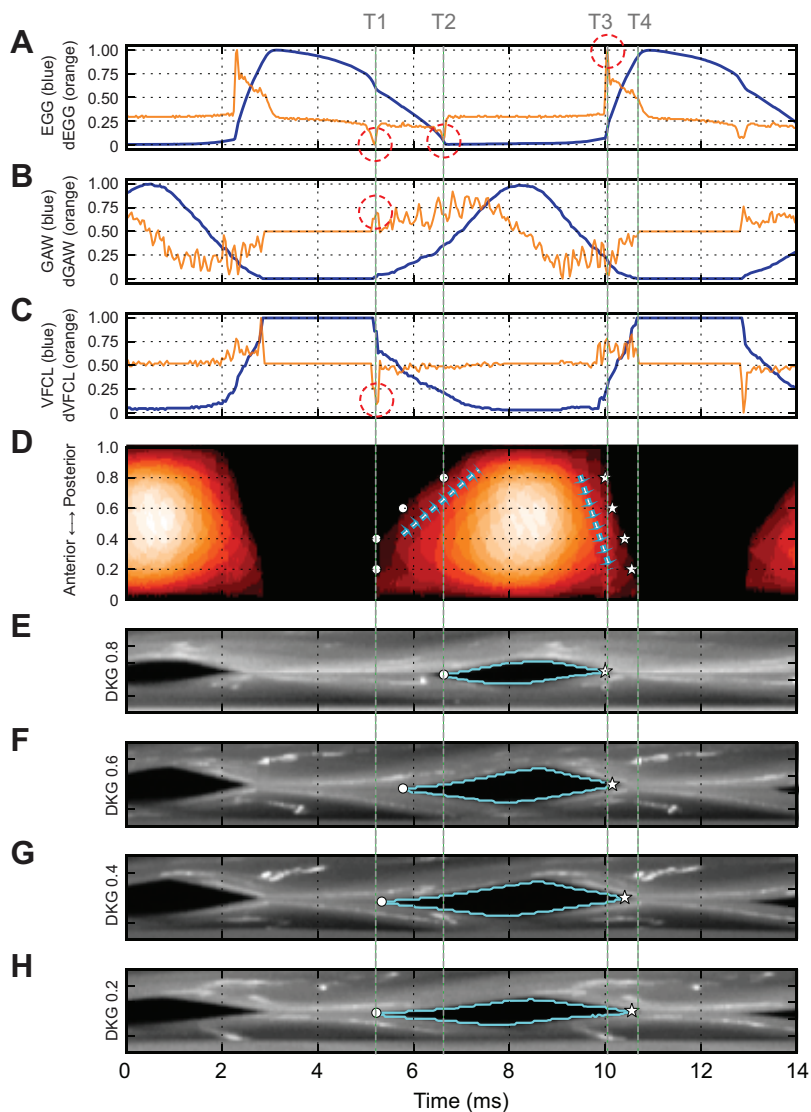 T1 T2 T3 T4
A
EGG (blue)
dEGG (orange)
1.00
0.75
0.50
0.25
0
B
GAW (blue)
dGAW (orange)
1.00
0.75
0.50
0.25
0
C
VFCL (blue)
dVFCL (orange)
1.00
0.75
0.50
0.25
0
D
Anterior ⟷ Posterior
1.0
0.8
0.6
0.4
0.2
0
E
DKG 0.8
F
DKG 0.6
G
DKG 0.4
H
DKG 0.2
0 2 4 6 8 10 12 14
Time (ms)